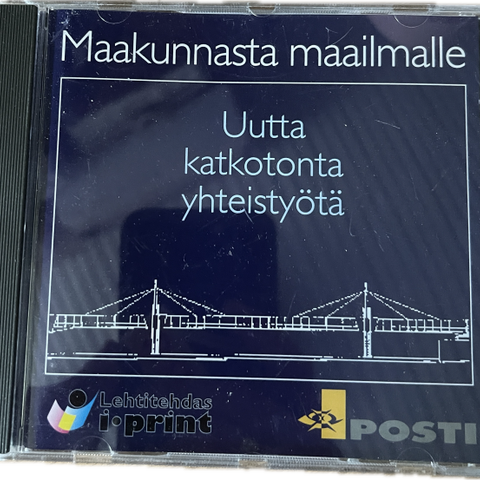 Maakunnasta maailmalle
Uutta
katkotonta
yhteistyötä
Lehtitehdas
i·print
POSTI